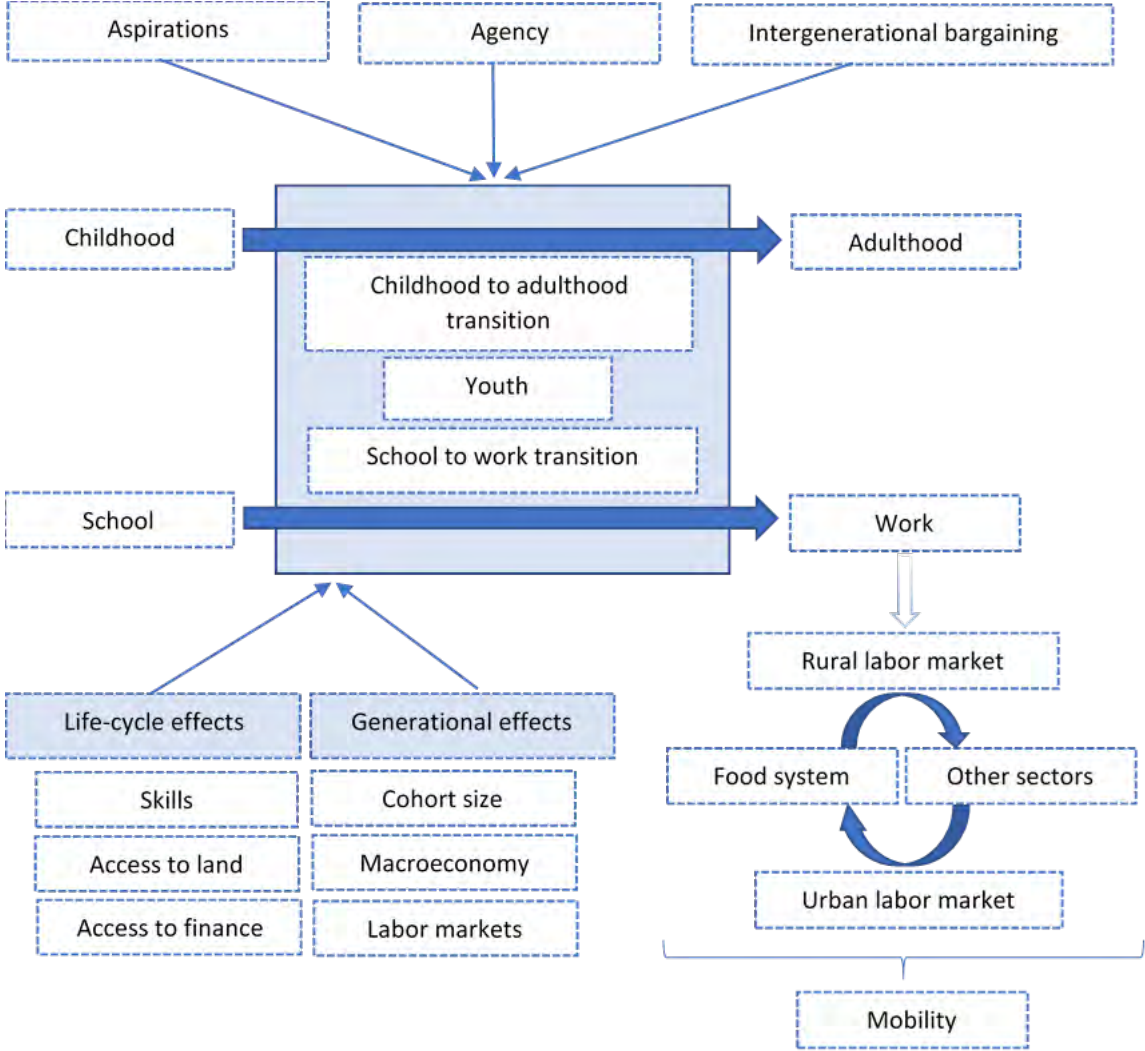 Aspirations
Agency
Intergenerational bargaining
Childhood
Adulthood
Childhood to adulthood
transition
Youth
School to work transition
School
Work
Rural labor market
Life-cycle effects
Generational effects
Food system
Other sectors
Skills
Cohort size
Access to land
Macroeconomy
Urban labor market
Access to finance
Labor markets
Mobility